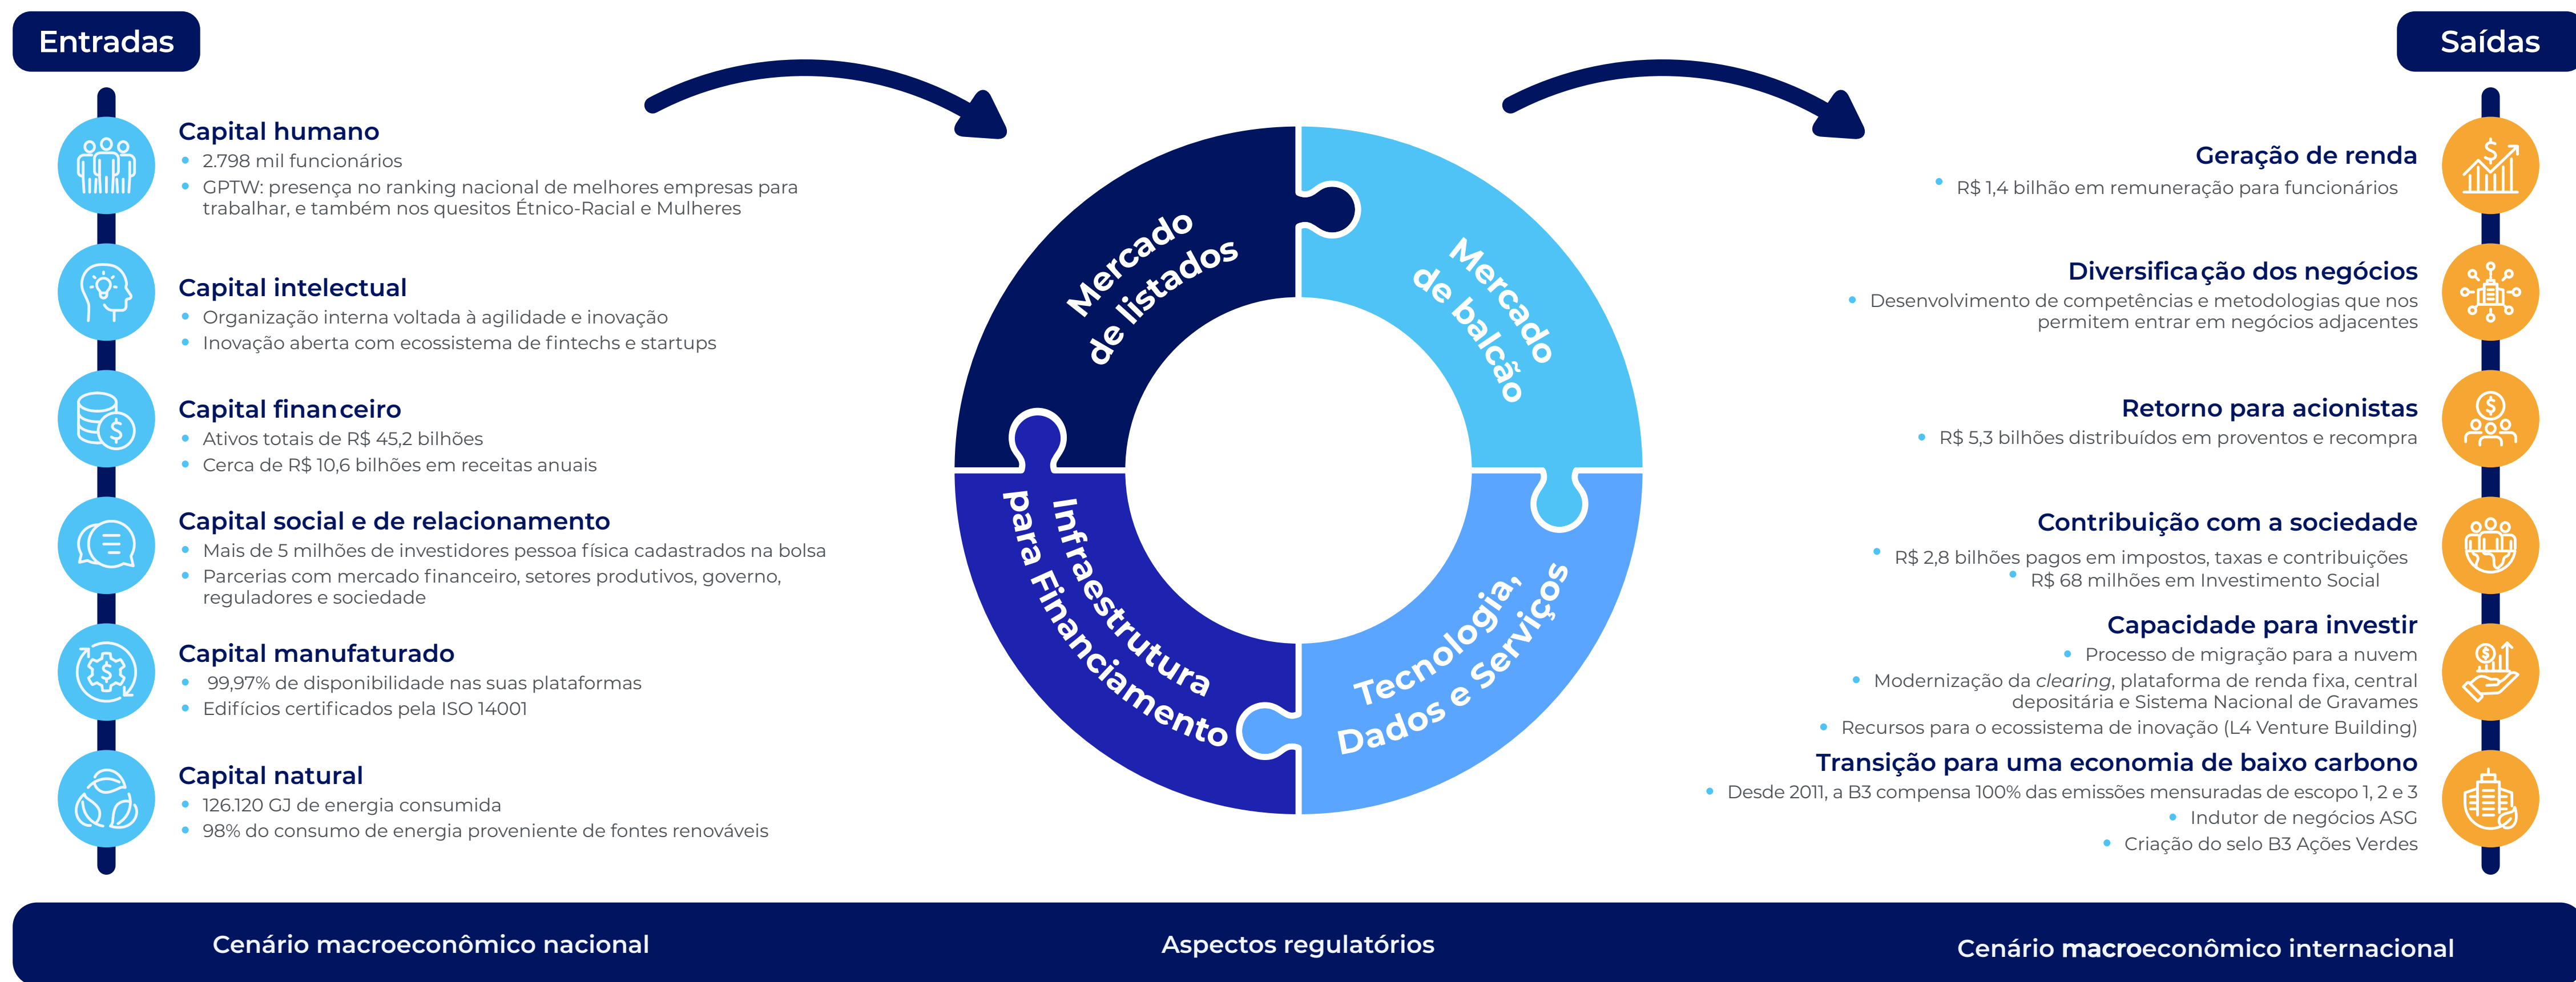 Entradas
Capital humano
2.798 mil funcionários
GPTW: presença no ranking nacional de melhores empresas para
trabalhar, e também nos quesitos Étnico-Racial e Mulheres
Capital intelectual
Organização interna voltada à agilidade e inovação
Inovação aberta com ecossistema de fintechs e startups
Capital financeiro
Ativos totais de R$ 45,2 bilhões
Cerca de R$ 10,6 bilhões em receitas anuais
Capital social e de relacionamento
Mais de 5 milhões de investidores pessoa física cadastrados na bolsa
Parcerias com mercado financeiro, setores produtivos, governo,
reguladores e sociedade
Capital manufaturado
99,97% de disponibilidade nas suas plataformas
Edifícios certificados pela ISO 14001
Capital natural
126.120 GJ de energia consumida
98% do consumo de energia proveniente de fontes renováveis
Mercado
de listados
Mercado
de balcão
Infraestrutura
para Financiamento
Tecnologia,
Dados e Serviços
Saídas
Geração de renda
R$ 1,4 bilhão em remuneração para funcionários
Diversificação dos negócios
Desenvolvimento de competências e metodologias que nos
permitem entrar em negócios adjacentes
Retorno para acionistas
R$ 5,3 bilhões distribuídos em proventos e recompra
Contribuição com a sociedade
R$ 2,8 bilhões pagos em impostos, taxas e contribuições
R$ 68 milhões em Investimento Social
Capacidade para investir
Processo de migração para a nuvem
Modernização da clearing, plataforma de renda fixa, central
depositária e Sistema Nacional de Gravames
Recursos para o ecossistema de inovação (L4 Venture Building)
Transição para uma economia de baixo carbono
Desde 2011, a B3 compensa 100% das emissões mensuradas de escopo 1, 2 e 3
Indutor de negócios ASG
Criação do selo B3 Ações Verdes
Cenário macroeconômico nacional
Aspectos regulatórios
Cenário macroeconômico internacional